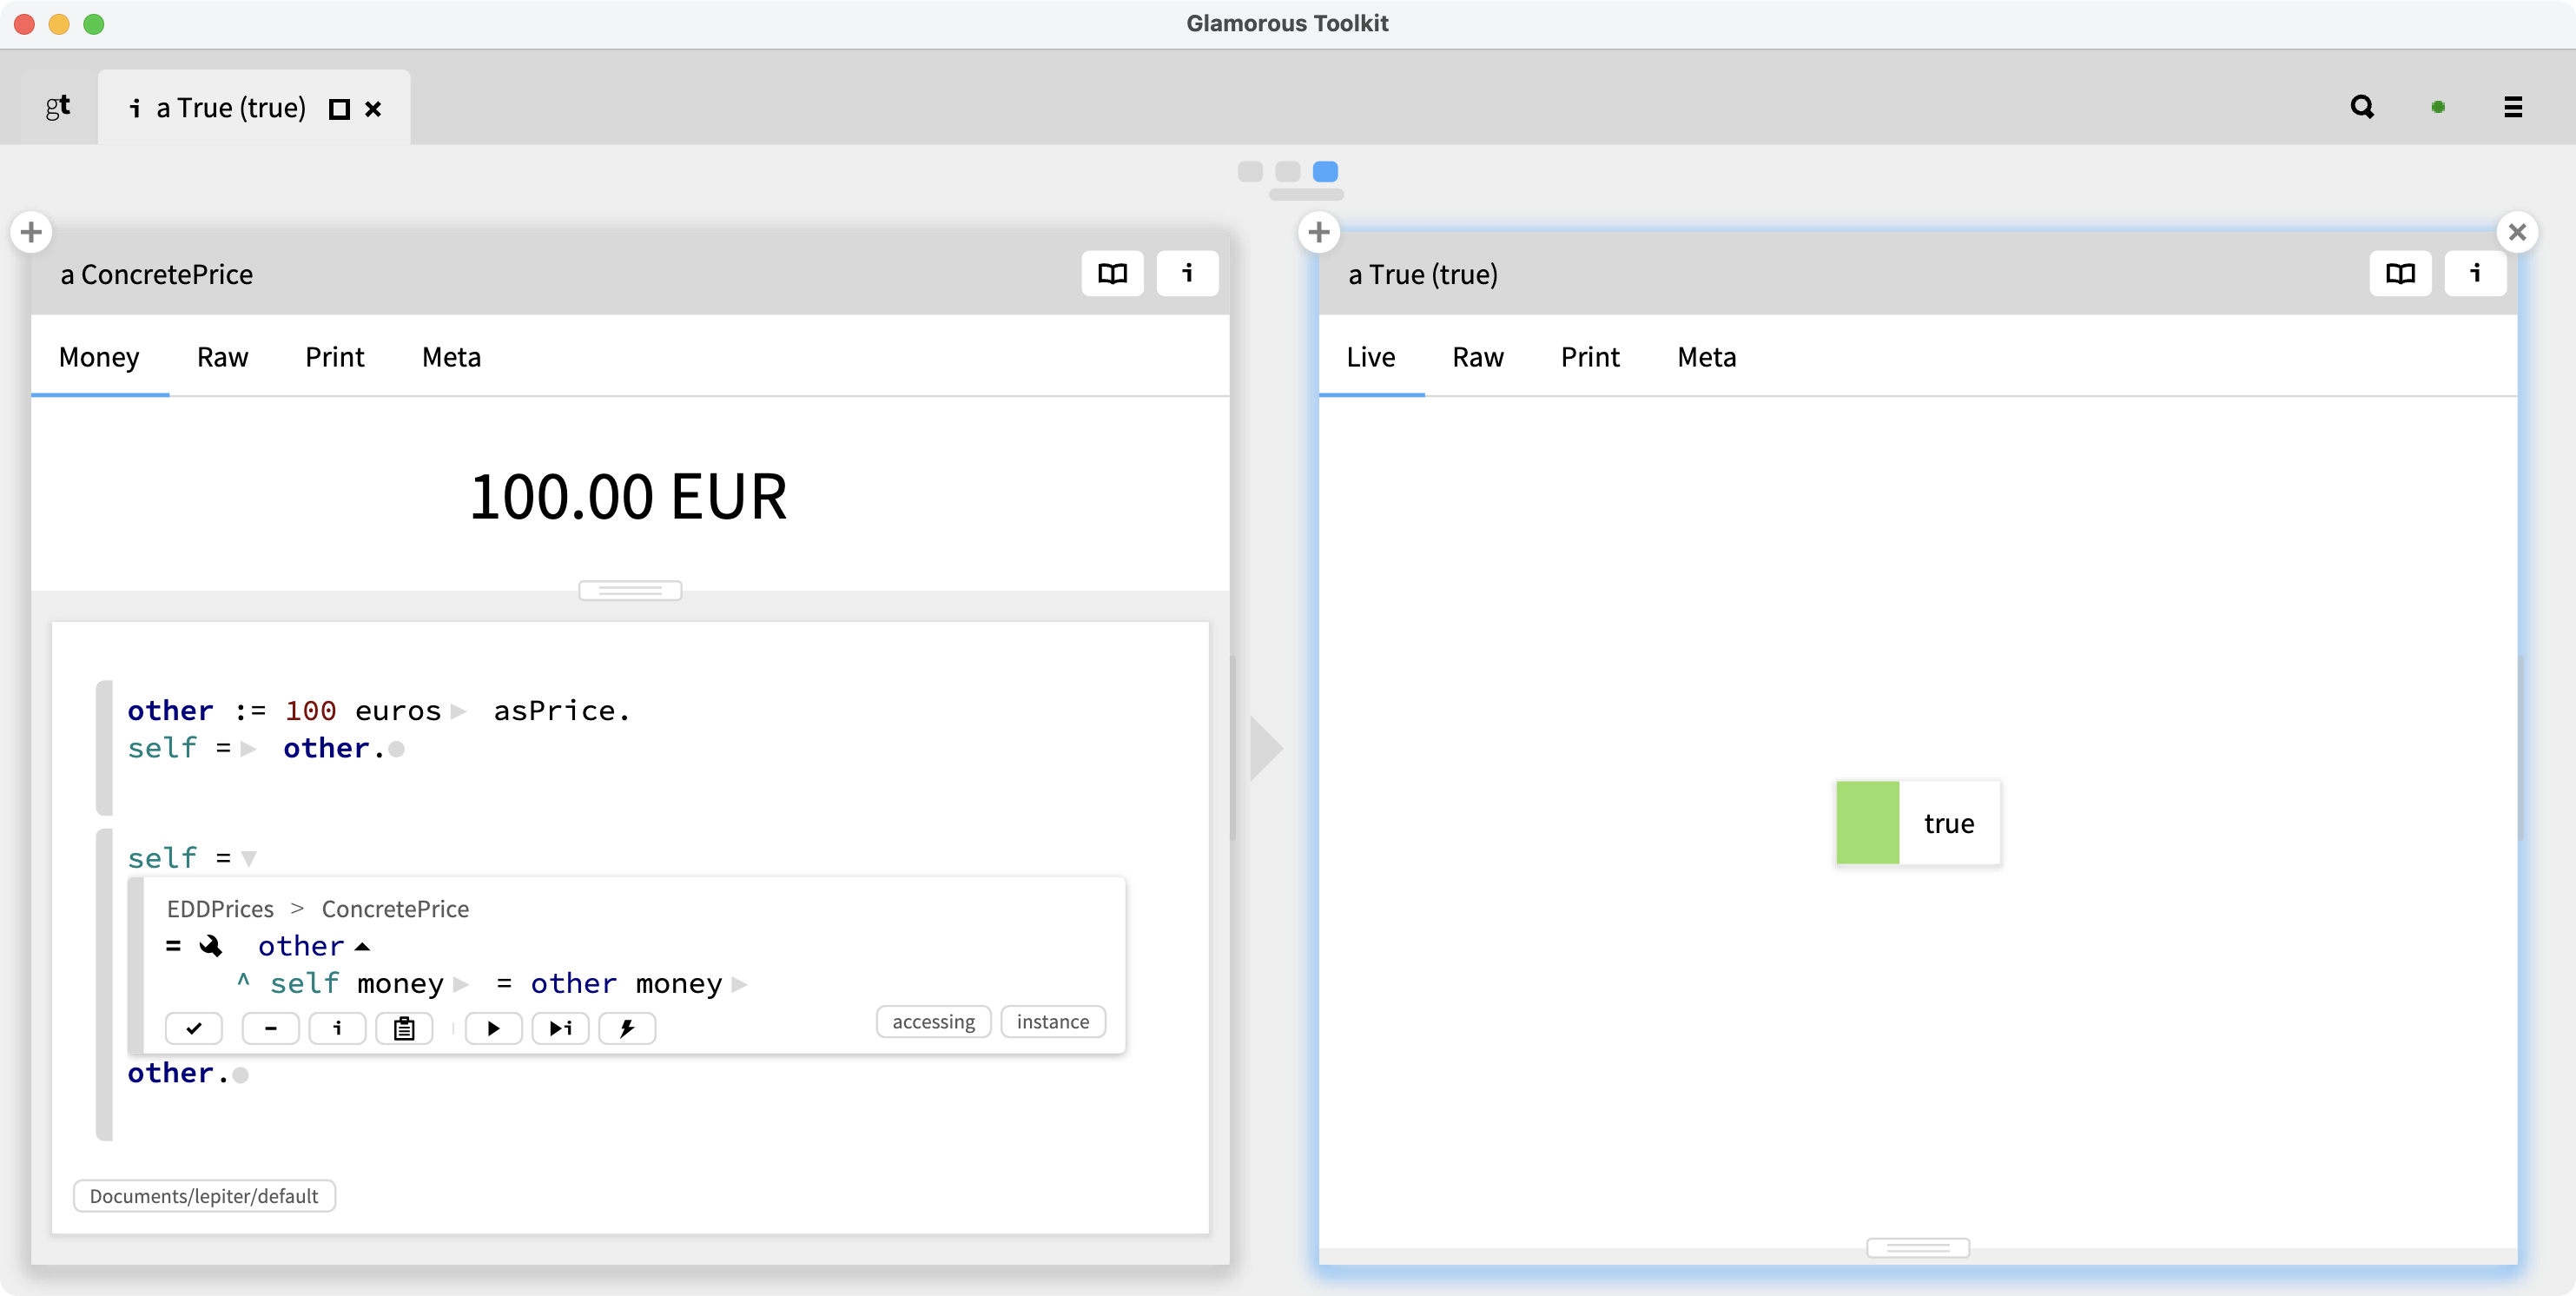 Glamorous Toolkit
gt
i a True (true)
a ConcretePrice
i
Money Raw Print Meta
100.00 EUR
other := 100 euros asPrice.
self = other.
self =
EDDPrices > ConcretePrice
= other
^ self money = other money
i
i
accessing instance
other.
Documents/lepiter/default
a True (true)
i
Live Raw Print Meta
true